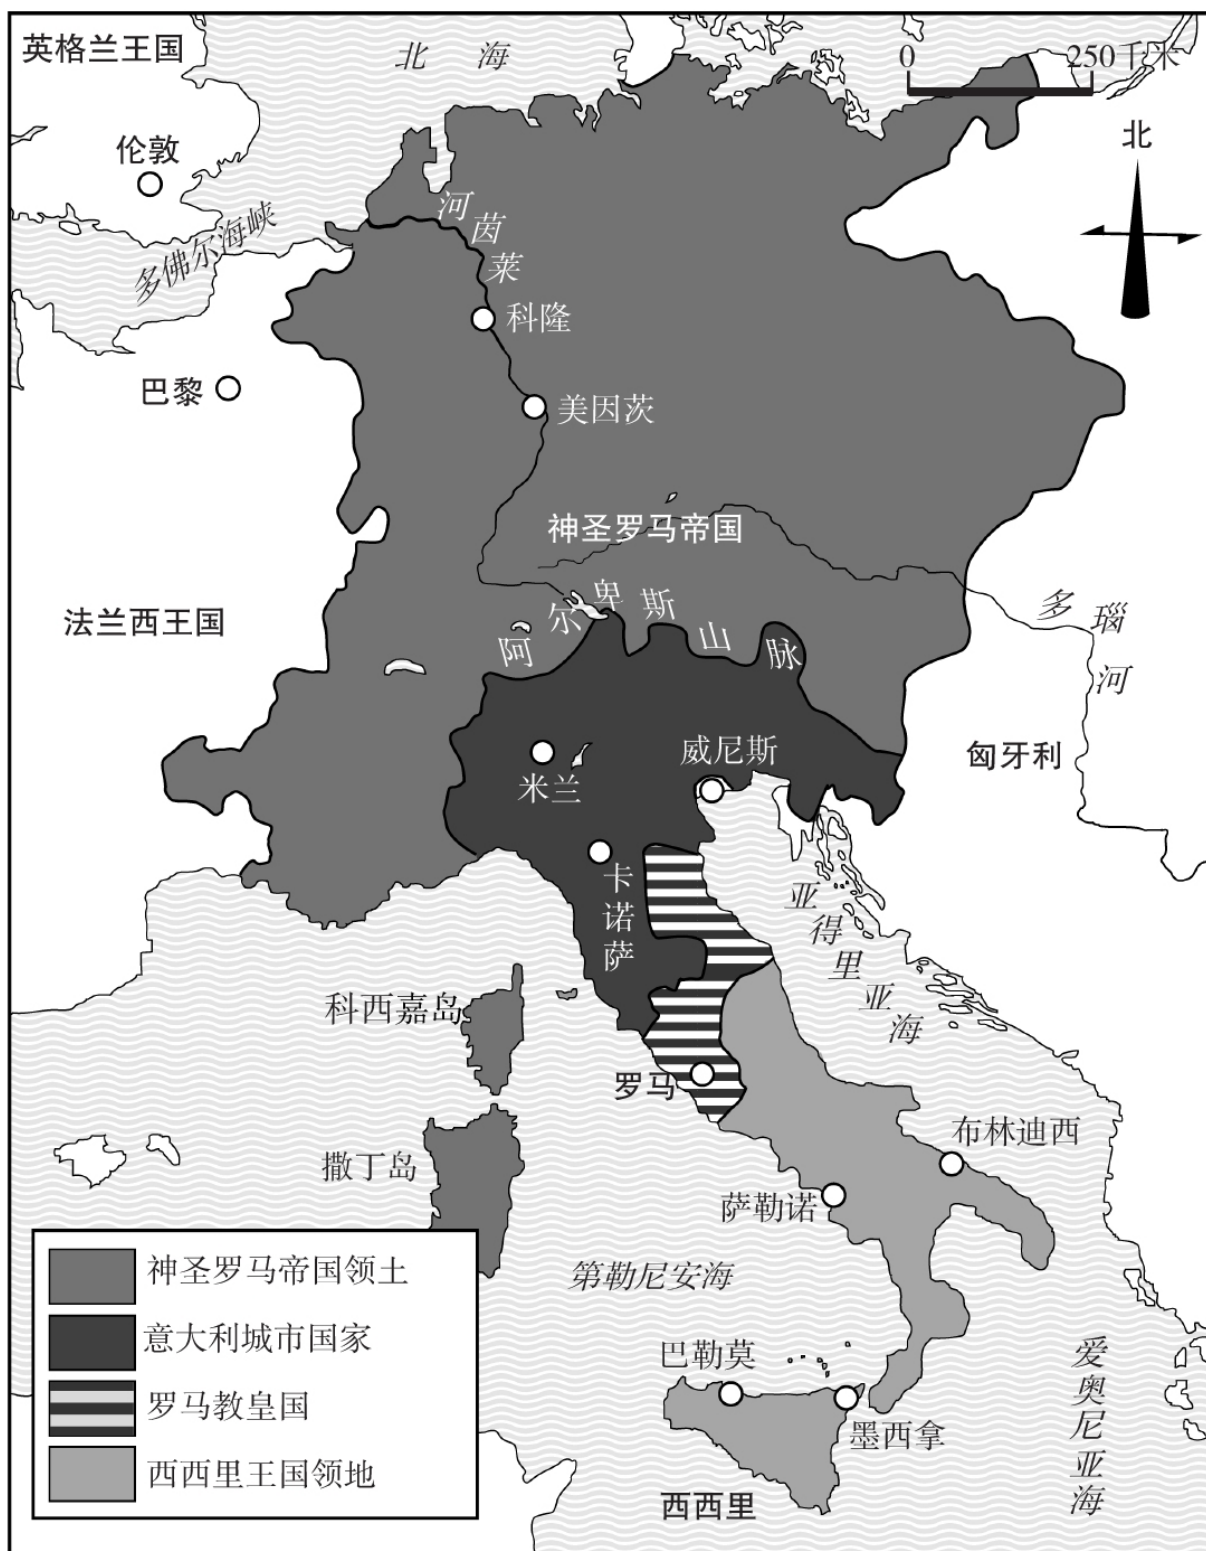 英格兰王国
北海
0 250千米
北
伦敦
多佛尔海峡
河茵莱
科隆
巴黎
美因茨
神圣罗马帝国
阿尔卑斯山脉
多瑙河
法兰西王国
匈牙利
威尼斯
米兰
卡诺萨
亚得里亚海
科西嘉岛
罗马
布林迪西
撒丁岛
萨勒诺
第勒尼安海
巴勒莫
墨西拿
爱奥尼亚海
西西里
神圣罗马帝国领土
意大利城市国家
罗马教皇国
西西里王国领地